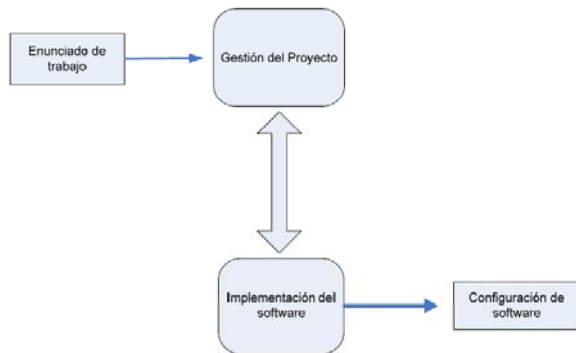 Enunciado de
trabajo
Gestión del Proyecto
Implementación del
software
Configuración de
software